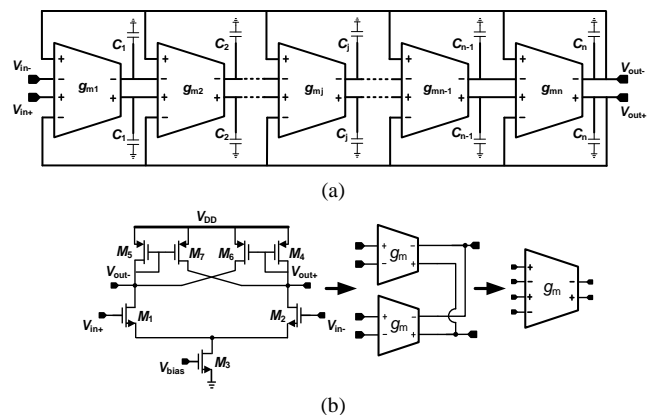 C1 C2 Cj Cn-1 Cn
+ + + + +
Vin- − − − − − − − − − − Vout-
gm1 gm2 gmj gmn-1 gmn
Vin+ + + + + + + + + + + Vout+
− − − − −
C1 C2 Cj Cn-1 Cn
(a)
VDD
M5 M7 M6 M4
Vout- Vout+
M1 M2
Vin+ Vin-
Vbias M3
+ − gm − +
+ − gm − +
+ − + − gm − +
(b)